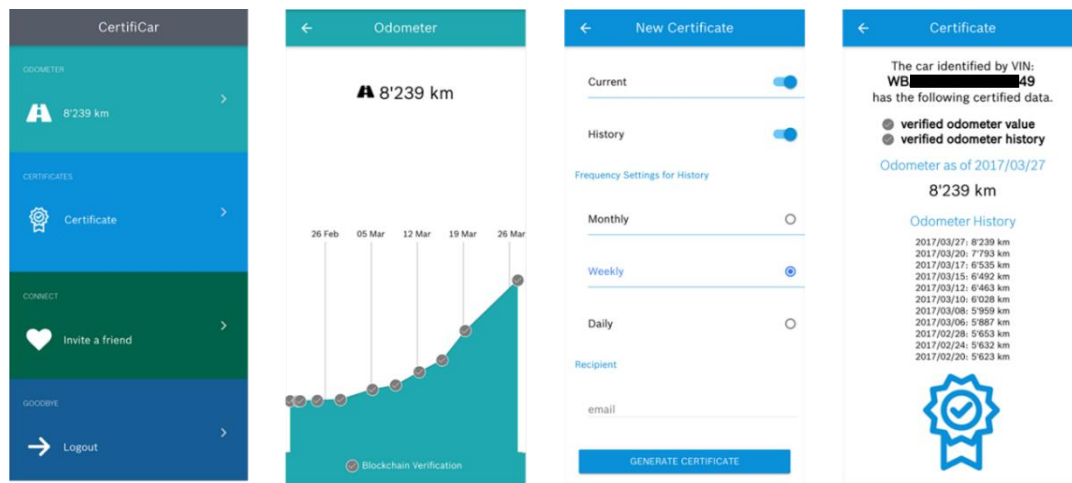 CertifiCar
ODOMETER
8'239 km
CERTIFICATES
Certificate
CONNECT
Invite a friend
GOODBYE
Logout
Odometer
8'239 km
26 Feb 05 Mar 12 Mar 19 Mar 26 Mar
Blockchain Verification
New Certificate
Current
History
Frequency Settings for History
Monthly
Weekly
Daily
Recipient
email
GENERATE CERTIFICATE
Certificate
The car identified by VIN:
WB 49
has the following certified data.
verified odometer value
verified odometer history
Odometer as of 2017/03/27
8'239 km
Odometer History
2017/03/27: 8'239 km
2017/03/20: 7'793 km
2017/03/17: 6'535 km
2017/03/15: 6'492 km
2017/03/12: 6'463 km
2017/03/10: 6'028 km
2017/03/08: 5'959 km
2017/03/06: 5'887 km
2017/02/28: 5'653 km
2017/02/24: 5'632 km
2017/02/20: 5'623 km